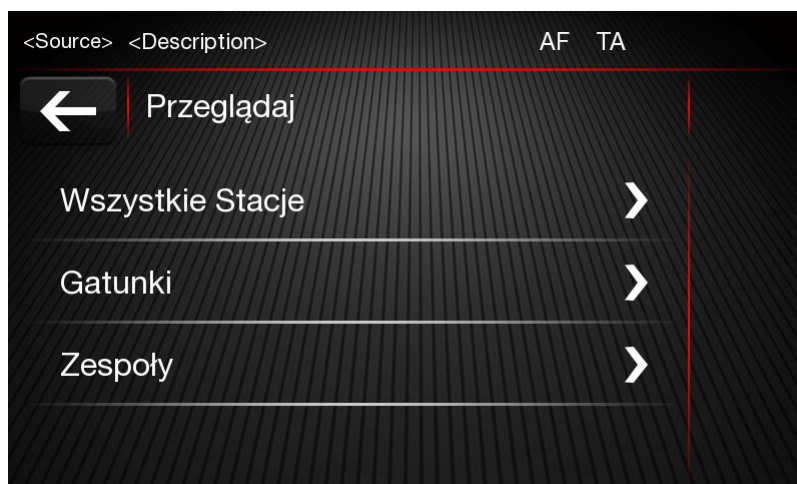 <Source> <Description> AF TA
Przeglądaj
Wszystkie Stacje
Gatunki
Zespoły